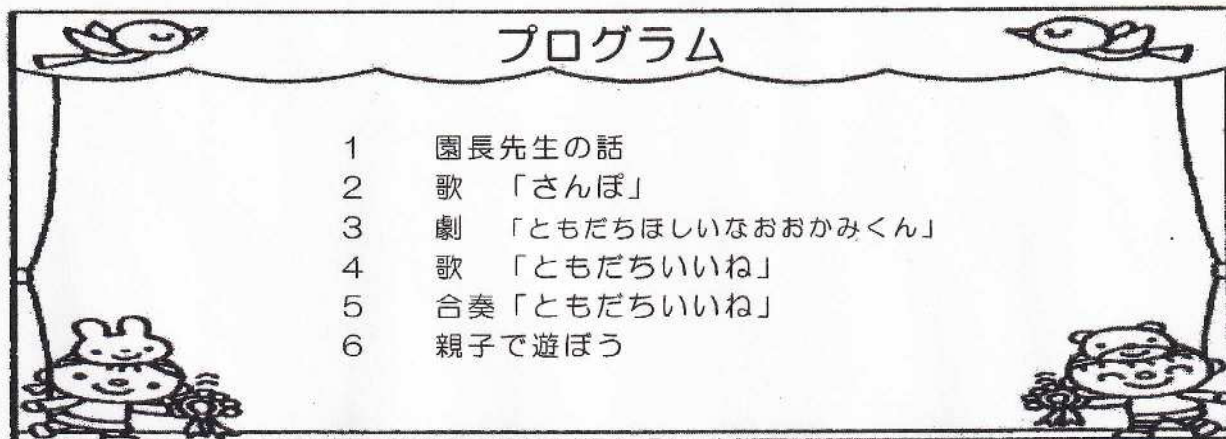 プログラム
1 園長先生の話
2 歌 「さんぽ」
3 劇 「ともだちほしいなおおかみくん」
4 歌 「ともだちいいね」
5 合奏「ともだちいいね」
6 親子で遊ぼう